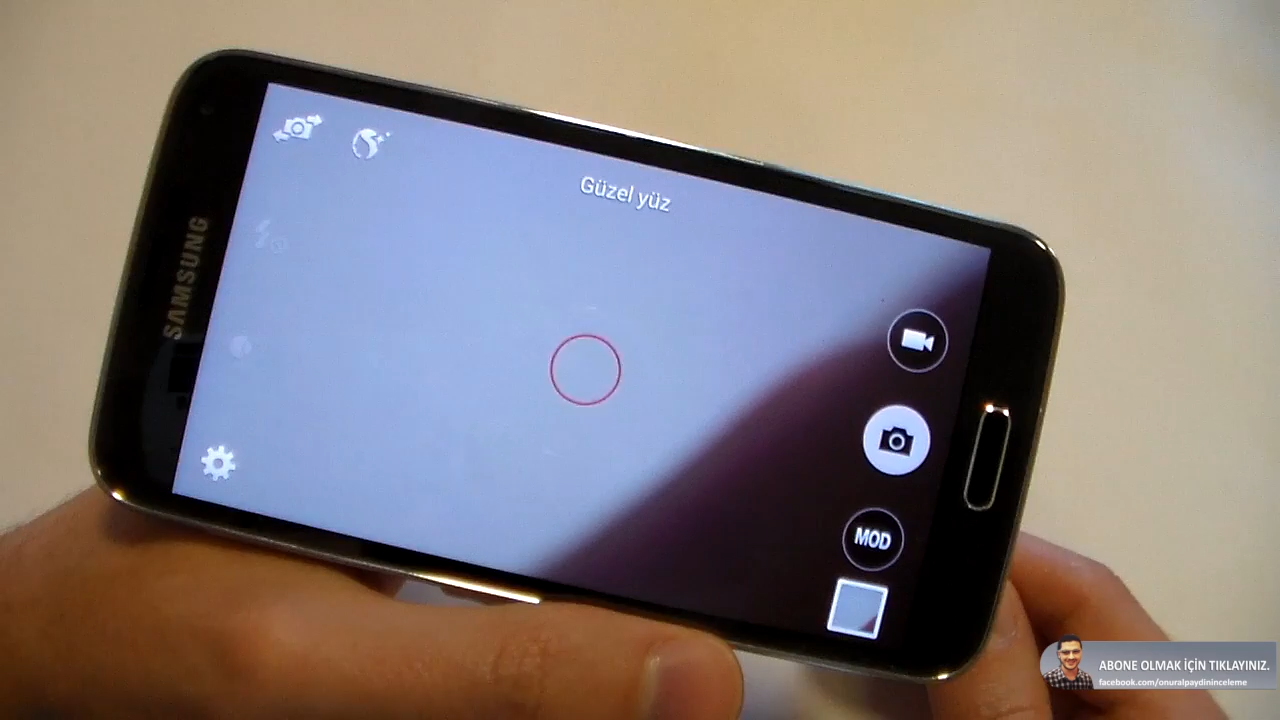 Güzel yüz
SAMSUNG
MOD
ABONE OLMAK İÇİN TIKLAYINIZ.
facebook.com/onuralpaydininceleme